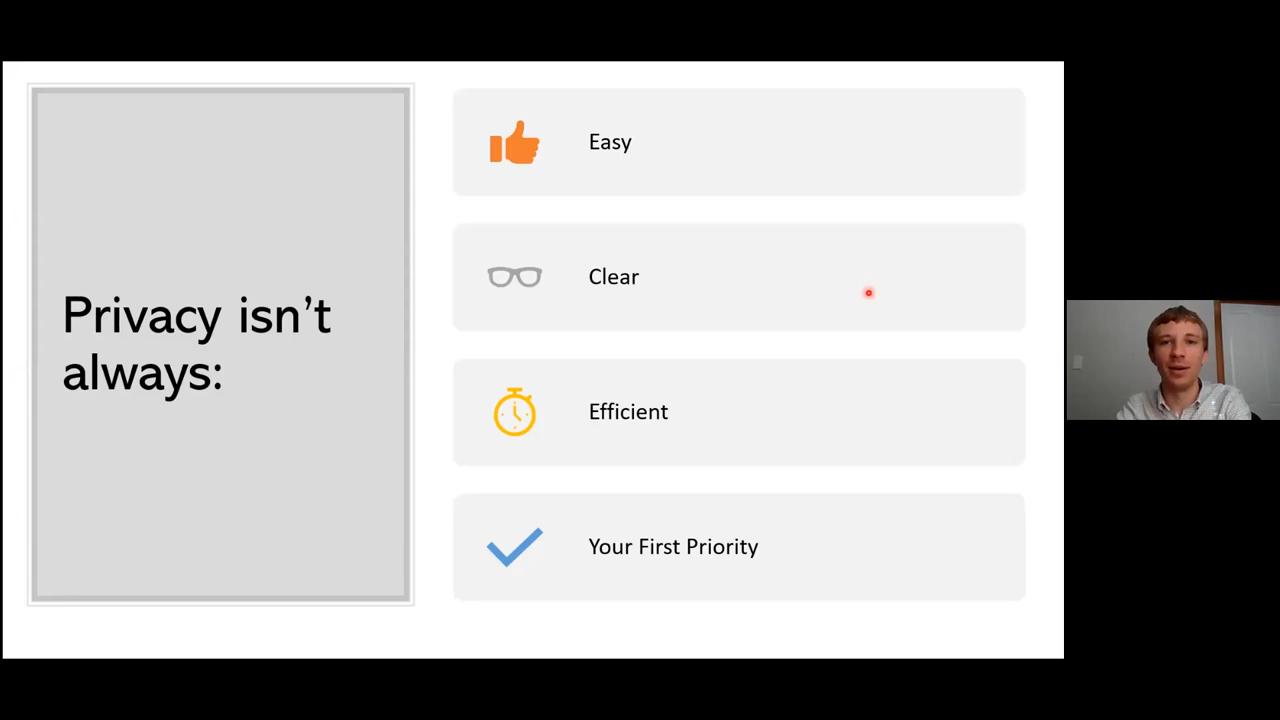 Privacy isn't
always:
Easy
Clear
Efficient
Your First Priority